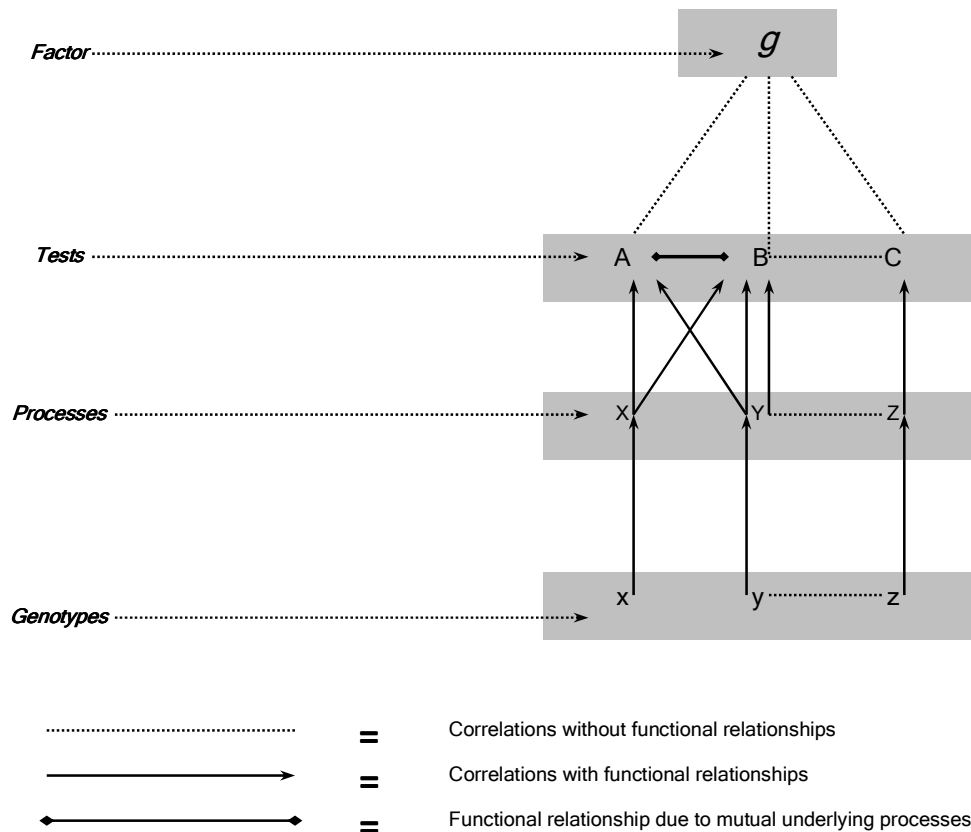 Factor g
Tests A B C
Processes X Y Z
Genotypes x y z
= Correlations without functional relationships
= Correlations with functional relationships
= Functional relationship due to mutual underlying processes